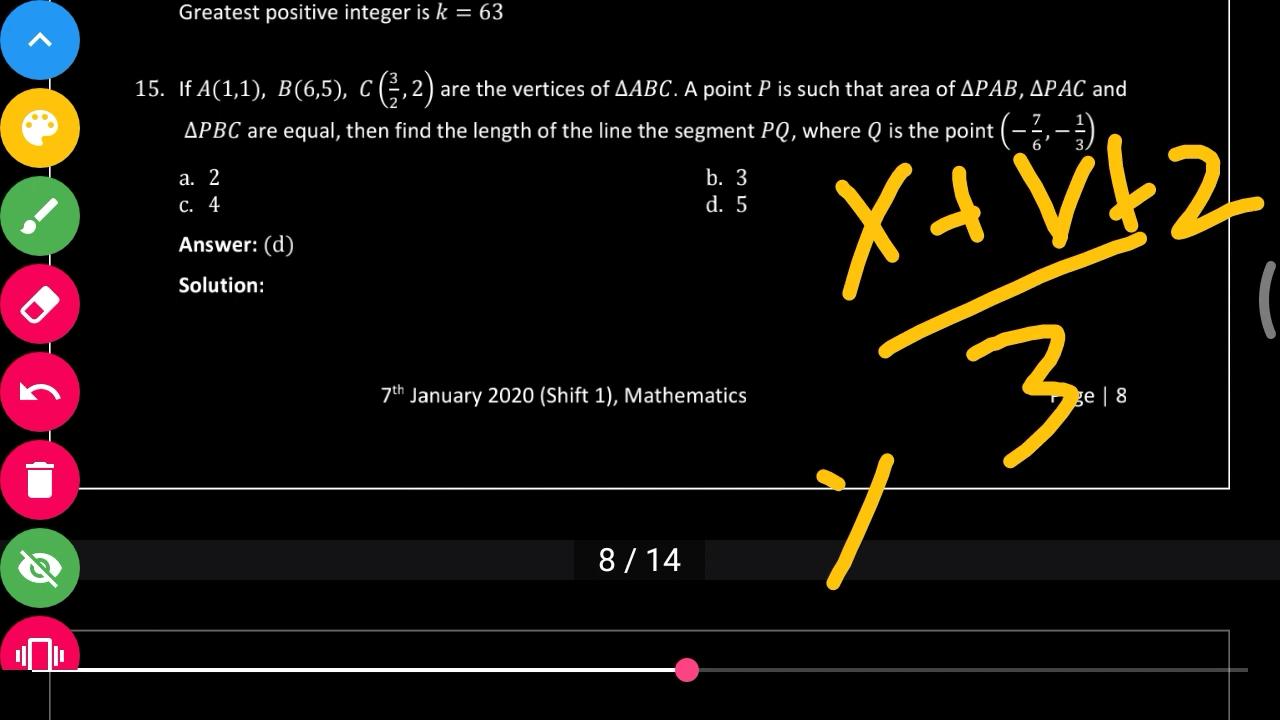 Greatest positive integer is k = 63
15. If A(1,1), B(6,5), C (3/2, 2) are the vertices of ΔABC. A point P is such that area of ΔPAB, ΔPAC and
ΔPBC are equal, then find the length of the line the segment PQ, where Q is the point (−7/6, −1/3)
a. 2 b. 3
c. 4 d. 5
Answer: (d)
Solution:
x + y + 2
3
7th January 2020 (Shift 1), Mathematics Page | 8
y
8 / 14